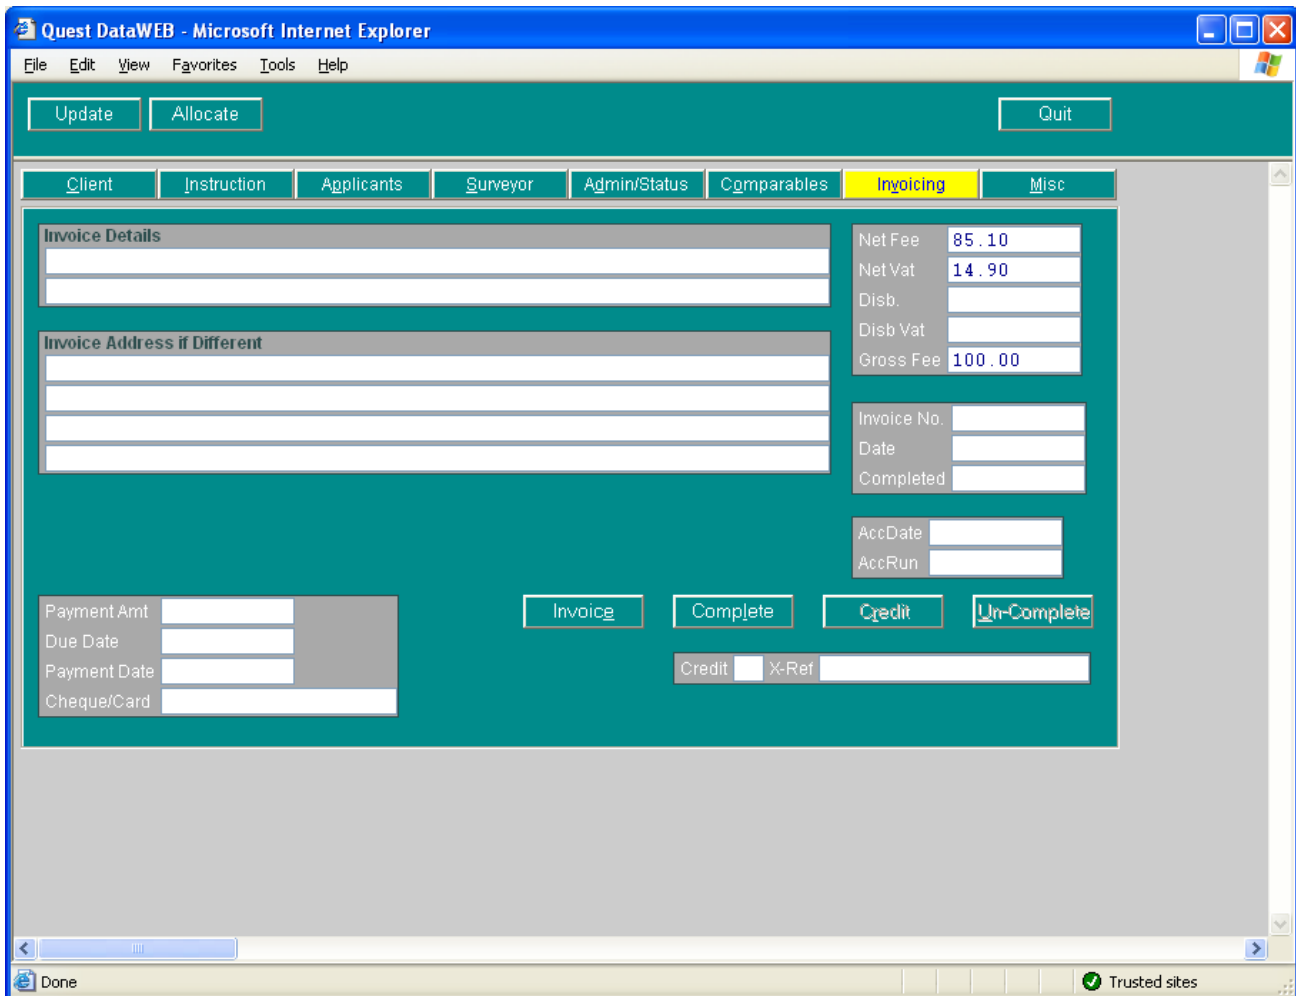 Quest DataWEB - Microsoft Internet Explorer
File Edit View Favorites Tools Help
Update Allocate Quit
Client Instruction Applicants Surveyor Admin/Status Comparables Invoicing Misc
Invoice Details
Net Fee 85.10
Net Vat 14.90
Disb.
Disb Vat
Gross Fee 100.00
Invoice Address if Different
Invoice No.
Date
Completed
AccDate
AccRun
Payment Amt
Due Date
Payment Date
Cheque/Card
Invoice Complete Credit Un-Complete
Credit X-Ref
Done Trusted sites